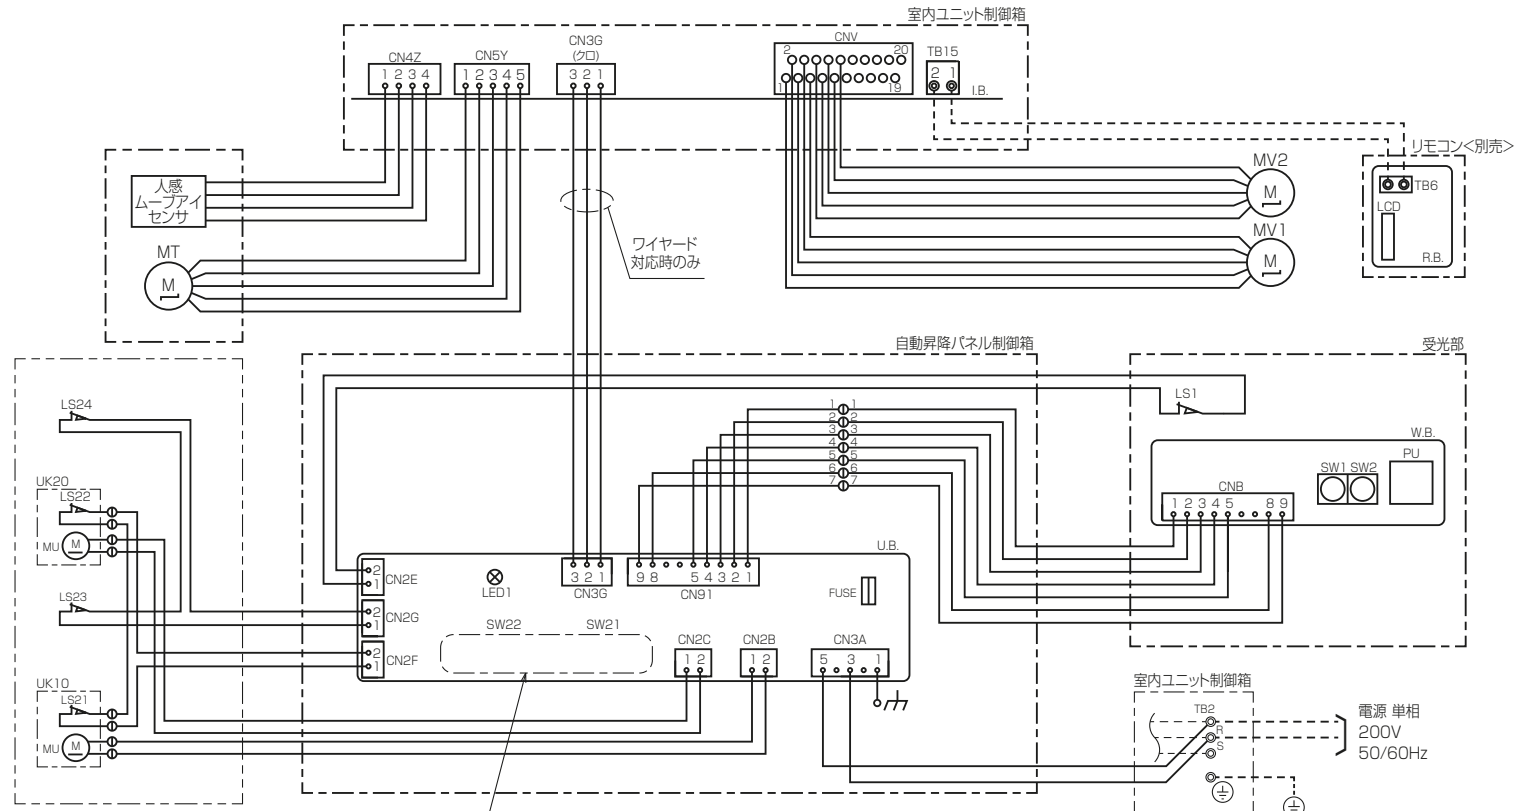 室内ユニット制御箱
CN4Z
1 2 3 4
CN5Y
1 2 3 4 5
CN3G
(クロ)
3 2 1
CNV
2 20
1 19
TB15
2 1
I.B.
リモコン<別売>
TB6
LCD
R.B.
人感
ムーブアイ
センサ
MT
M
MV2
M
MV1
M
ワイヤード
対応時のみ
自動昇降パネル制御箱
受光部
LS1
W.B.
PU
SW1 SW2
CNB
1 2 3 4 5 8 9
1 1
2 2
3 3
4 4
5 5
6 6
7 7
LS24
UK20
LS22
MU M
LS23
UK10
LS21
MU M
U.B.
2
1
CN2E
2
1
CN2G
2
1
CN2F
LED1
3 2 1
CN3G
9 8 5 4 3 2 1
CN91
FUSE
SW22 SW21
CN2C
1 2
CN2B
1 2
CN3A
5 3 1
室内ユニット制御箱
TB2
R
S
電源 単相
200V
50/60Hz